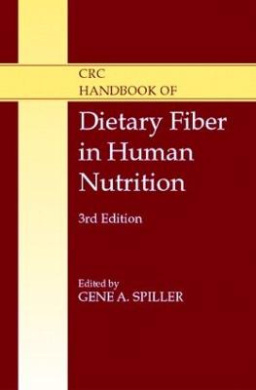 CRC
HANDBOOK OF
Dietary Fiber
in Human
Nutrition
3rd Edition
Edited by
GENE A. SPILLER